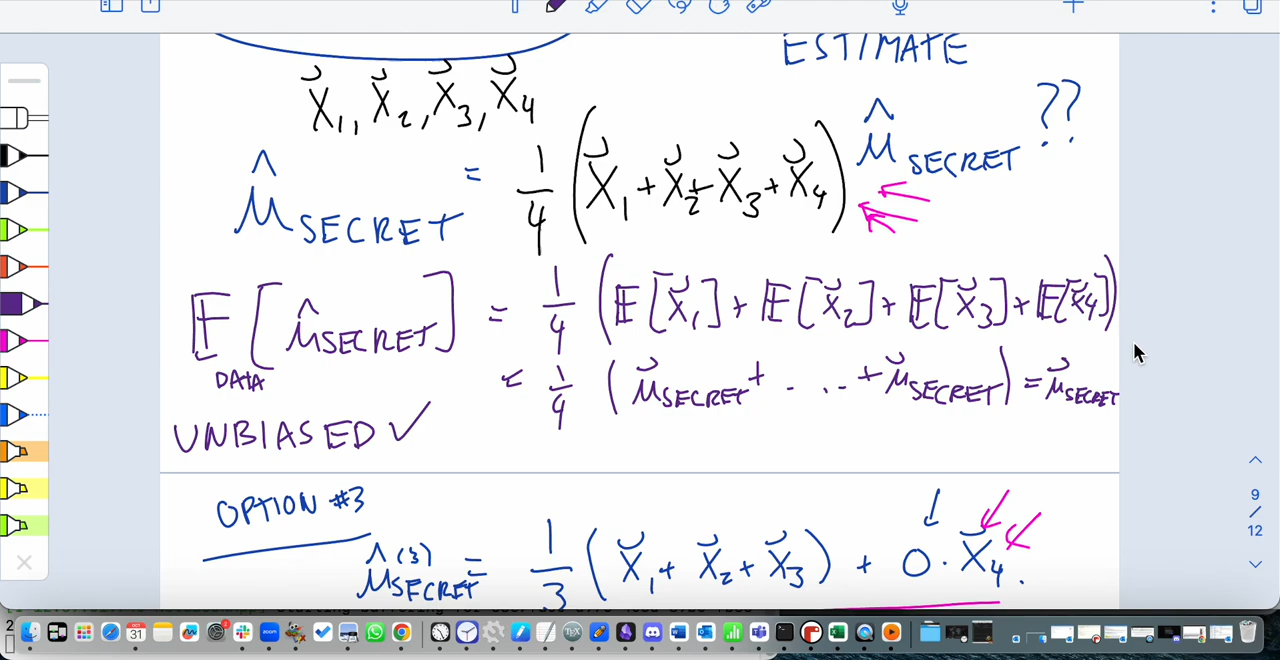 ESTIMATE
X̆₁, X̆₂, X̆₃, X̆₄
μ̂ SECRET ??
μ̂ SECRET = 1/4 (X̆₁ + X̆₂ + X̆₃ + X̆₄)
𝔼 [μ̂ SECRET] = 1/4 (𝔼[X̆₁] + 𝔼[X̆₂] + 𝔼[X̆₃] + 𝔼[X̆₄])
DATA
= 1/4 (μ̆ SECRET + . . .. + μ̆ SECRET) = μ̆ SECRET
UNBIASED ✓
OPTION #3
μ̂ SECRET (3) = 1/3 (X̆₁ + X̆₂ + X̆₃) + 0 · X̆₄.
9
/
12